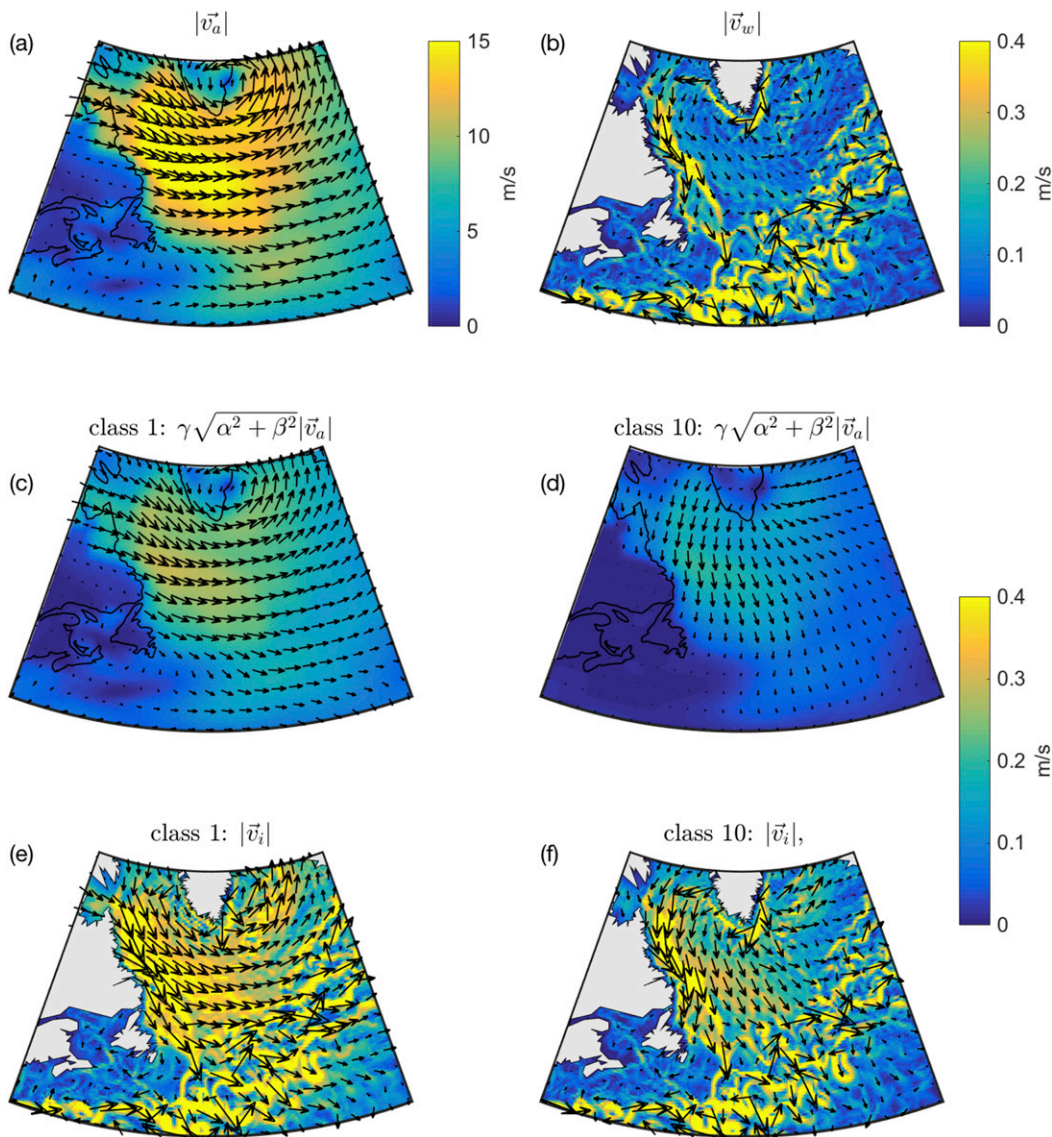 (a)
|v⃗ₐ|
15
10
5
0
m/s
(b)
|v⃗_w|
0.4
0.3
0.2
0.1
0
m/s
(c)
class 1: γ√(α² + β²)|v⃗ₐ|
(d)
class 10: γ√(α² + β²)|v⃗ₐ|
0.4
0.3
0.2
0.1
0
m/s
(e)
class 1: |v⃗ᵢ|
(f)
class 10: |v⃗ᵢ|,